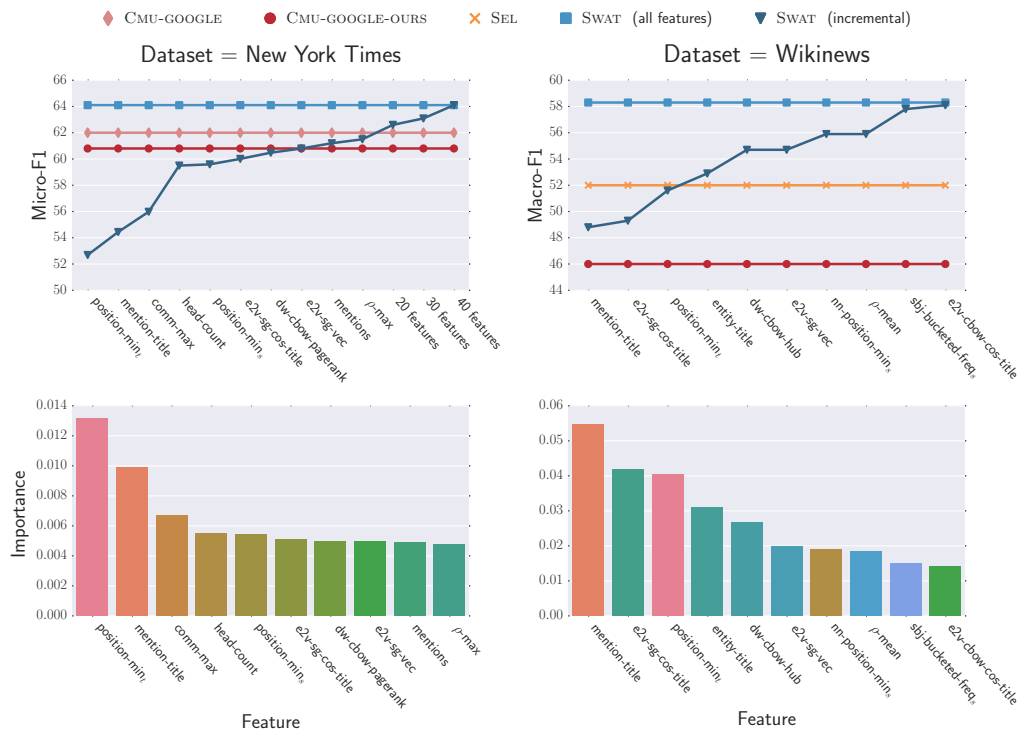 CMU-GOOGLE CMU-GOOGLE-OURS SEL SWAT (all features) SWAT (incremental)
Dataset = New York Times
66
64
62
60
58
56
54
52
50
Micro-F1
position-min_l
mention-title
comm-max
head-count
position-min_s
e2v-sg-cos-title
dw-cbow-pagerank
e2v-sg-vec
mentions
ρ-max
20 features
30 features
40 features
Dataset = Wikinews
60
58
56
54
52
50
48
46
44
Macro-F1
mention-title
e2v-sg-cos-title
position-min_l
entity-title
dw-cbow-hub
e2v-sg-vec
nn-position-min_s
ρ-mean
sbj-bucketed-freq_s
e2v-cbow-cos-title
0.014
0.012
0.010
0.008
0.006
0.004
0.002
0.000
Importance
position-min_l
mention-title
comm-max
head-count
position-min_s
e2v-sg-cos-title
dw-cbow-pagerank
e2v-sg-vec
mentions
ρ-max
Feature
0.06
0.05
0.04
0.03
0.02
0.01
0.00
mention-title
e2v-sg-cos-title
position-min_l
entity-title
dw-cbow-hub
e2v-sg-vec
nn-position-min_s
ρ-mean
sbj-bucketed-freq_s
e2v-cbow-cos-title
Feature